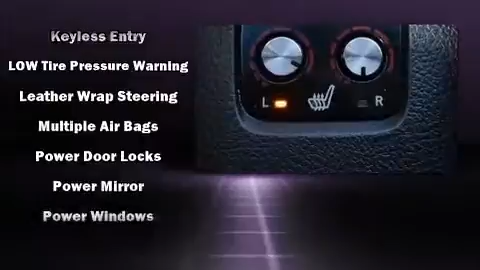 Keyless Entry
LOW Tire Pressure Warning
Leather Wrap Steering
Multiple Air Bags
Power Door Locks
Power Mirror
Power Windows
L R